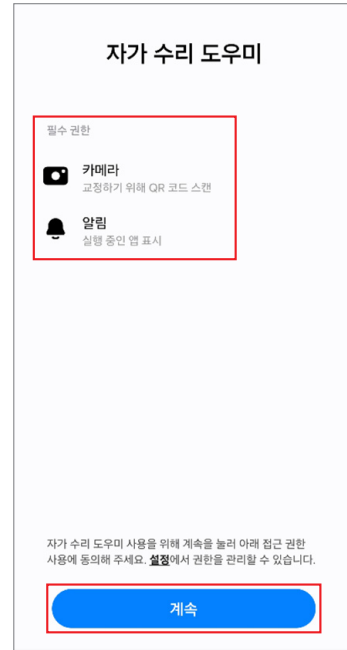 자가 수리 도우미
필수 권한
카메라
교정하기 위해 QR 코드 스캔
알림
실행 중인 앱 표시
자가 수리 도우미 사용을 위해 계속을 눌러 아래 접근 권한
사용에 동의해 주세요. 설정에서 권한을 관리할 수 있습니다.
계속